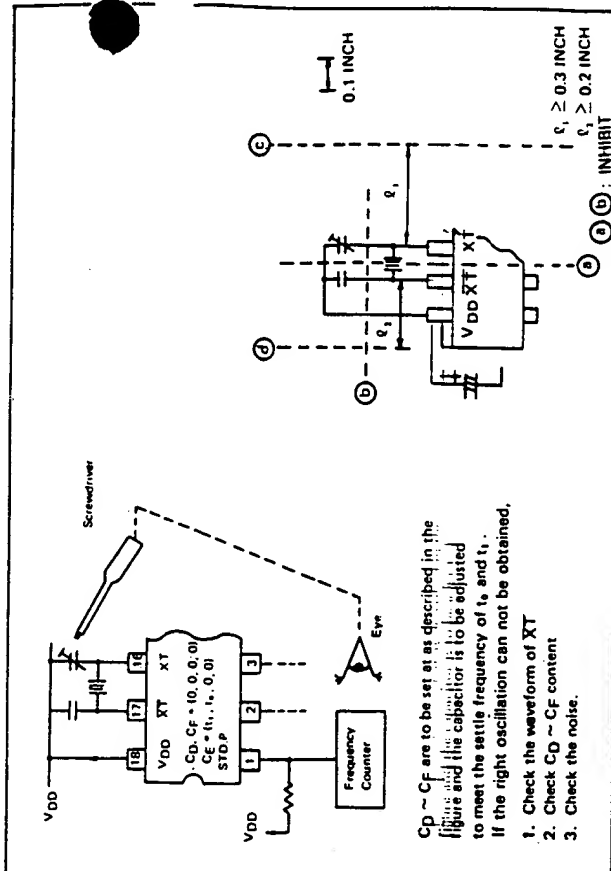 Screwdriver
VDD
18
VDD
17
X̅T̅
16
XT
CD, CF = (0, 0, 0, 0)
CE = (t1, t0, 0, 0)
STD.P
1
2
3
VDD
Frequency
Counter
Eye
CD ~ CF are to be set at as described in the
figure and the capacitor is to be adjusted
to meet the settle frequency of t0 and t1.
If the right oscillation can not be obtained,
1. Check the waveform of X̅T̅
2. Check CD ~ CF content
3. Check the noise.
0.1 INCH
c
ℓ1
d
ℓ2
b
VDD X̅T̅ XT
a
ℓ1 ≥ 0.3 INCH
ℓ2 ≥ 0.2 INCH
a b : INHIBIT